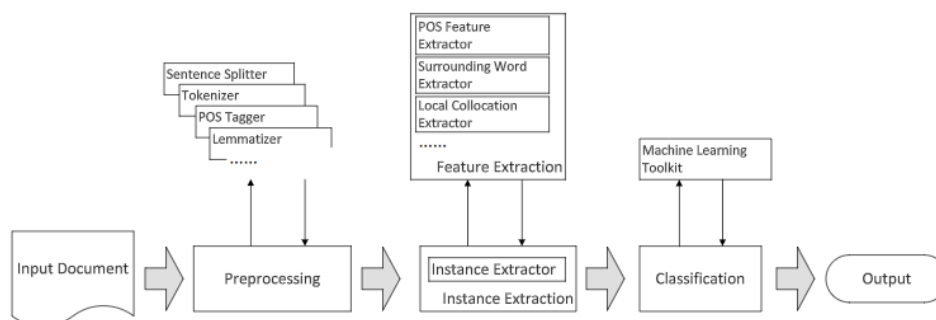 POS Feature
Extractor
Surrounding Word
Extractor
Local Collocation
Extractor
......
Feature Extraction
Sentence Splitter
Tokenizer
POS Tagger
Lemmatizer
......
Machine Learning
Toolkit
Input Document
Preprocessing
Instance Extractor
Instance Extraction
Classification
Output